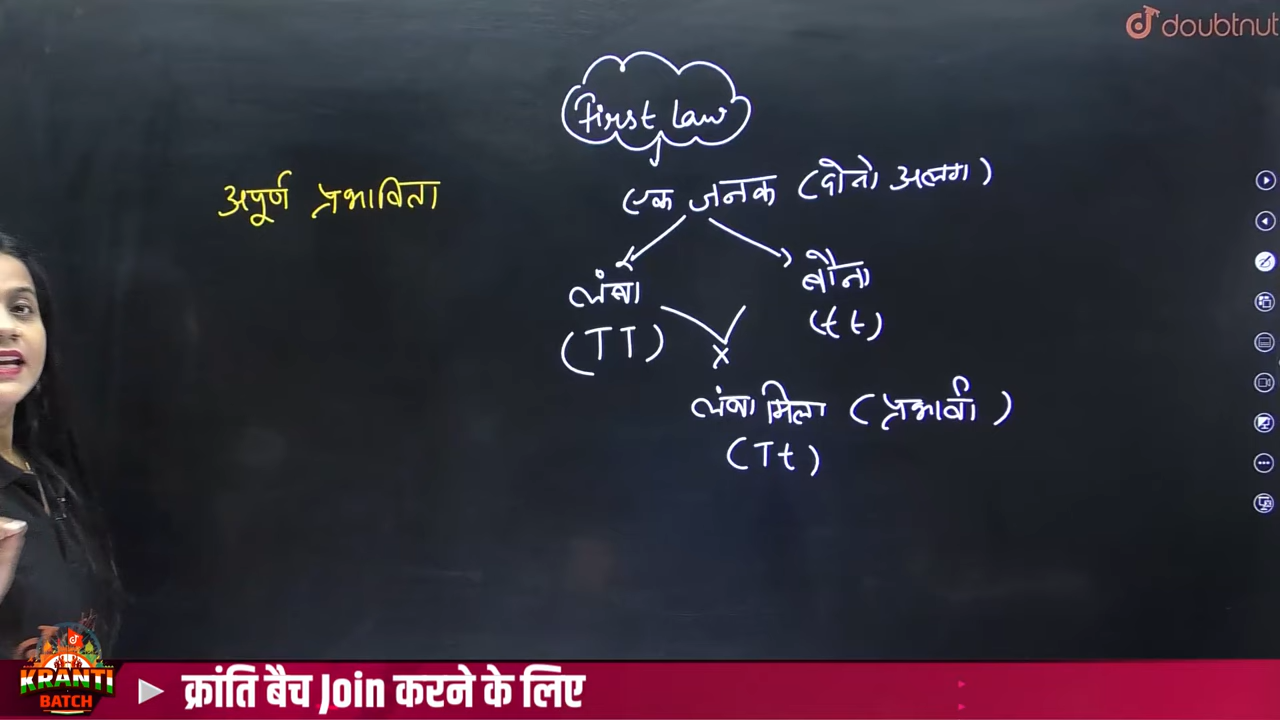 doubtnut
First Law
अपूर्ण प्रभाविता
एक जनक (दोनो अलग)
लंबा
बौना
(TT)
(tt)
x
लंबा मिला (प्रभावी)
(Tt)
KRANTI
BATCH
क्रांति बैच Join करने के लिए